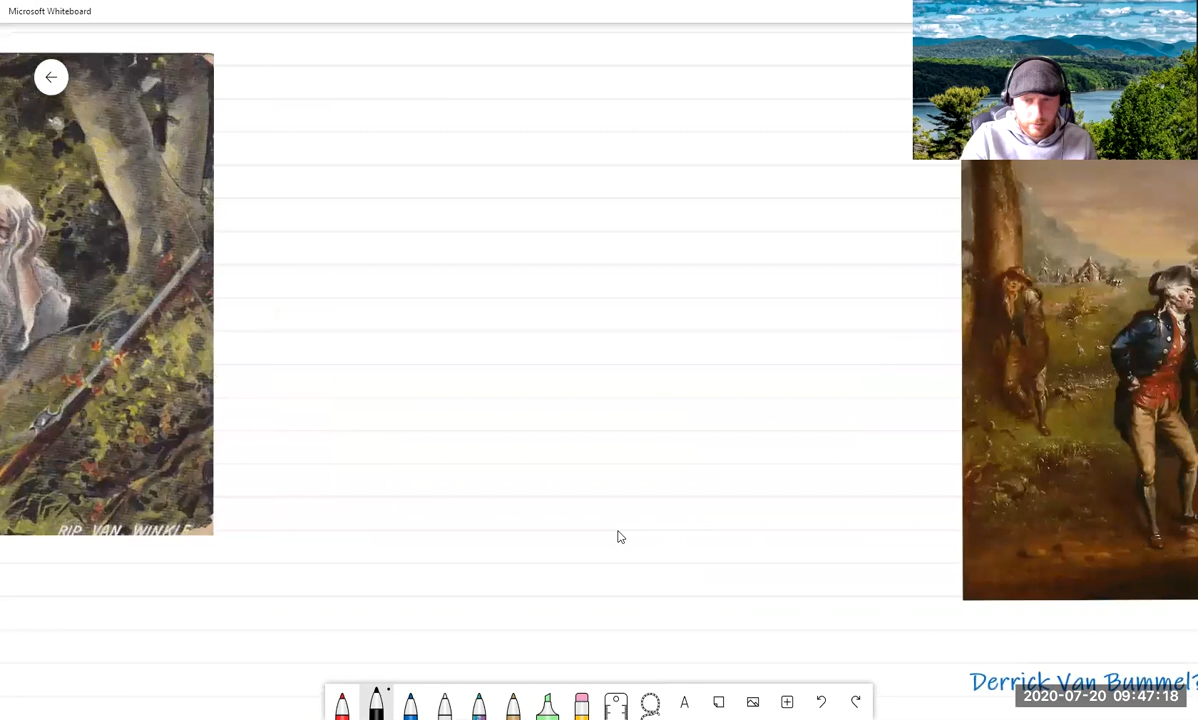 Microsoft Whiteboard
RIP VAN WINKLE
Derrick Van Bummel?
2020-07-20 09:47:18
A